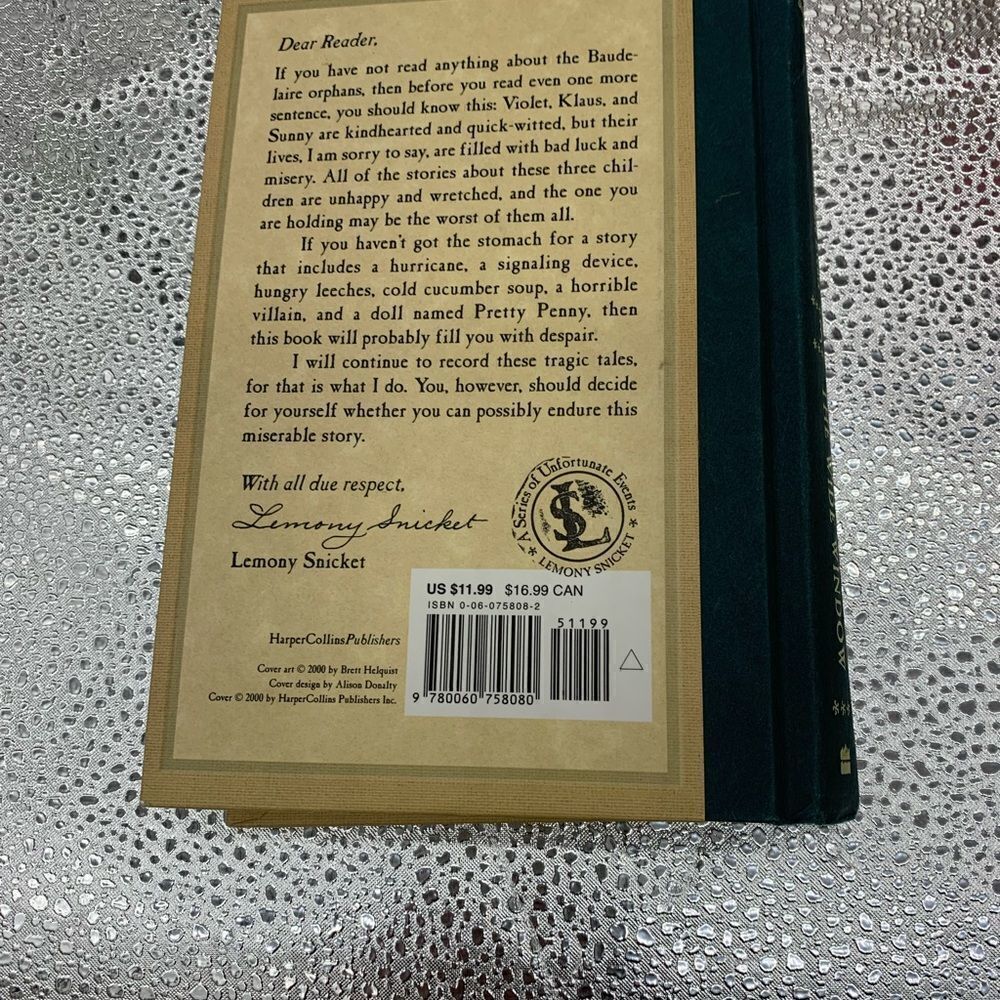 Dear Reader,
If you have not read anything about the Baude-
laire orphans, then before you read even one more
sentence, you should know this: Violet, Klaus, and
Sunny are kindhearted and quick-witted, but their
lives, I am sorry to say, are filled with bad luck and
misery. All of the stories about these three chil-
dren are unhappy and wretched, and the one you
are holding may be the worst of them all.
If you haven't got the stomach for a story
that includes a hurricane, a signaling device,
hungry leeches, cold cucumber soup, a horrible
villain, and a doll named Pretty Penny, then
this book will probably fill you with despair.
I will continue to record these tragic tales,
for that is what I do. You, however, should decide
for yourself whether you can possibly endure this
miserable story.
With all due respect,
Lemony Snicket
Lemony Snicket
* A Series of Unfortunate Events *
LEMONY SNICKET
US $11.99 $16.99 CAN
ISBN 0-06-075808-2
51199
9 780060 758080
HarperCollinsPublishers
Cover art © 2000 by Brett Helquist
Cover design by Alison Donalty
Cover © 2000 by HarperCollins Publishers Inc.
WINDOW